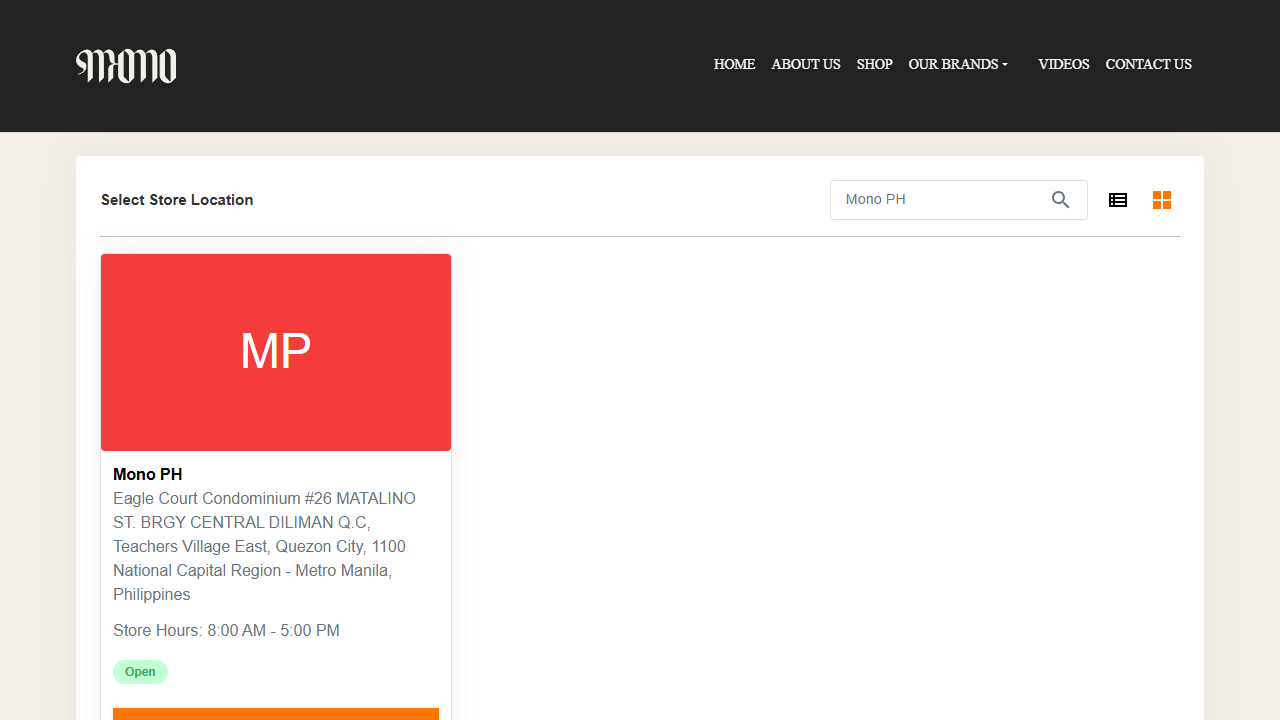 mono
HOME ABOUT US SHOP OUR BRANDS VIDEOS CONTACT US
Select Store Location
Mono PH
MP
Mono PH
Eagle Court Condominium #26 MATALINO
ST. BRGY CENTRAL DILIMAN Q.C,
Teachers Village East, Quezon City, 1100
National Capital Region - Metro Manila,
Philippines
Store Hours: 8:00 AM - 5:00 PM
Open